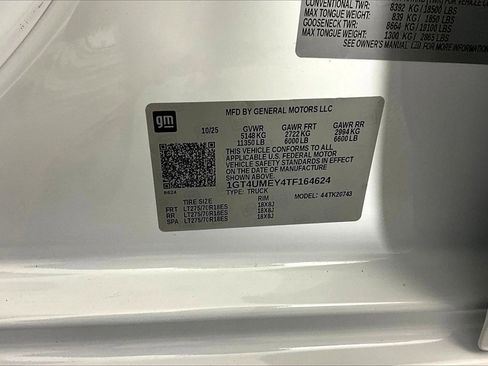 CONVENTIONAL TWR: 8392 KG / 18500 LBS
MAX TONGUE WEIGHT: 839 KG / 1850 LBS
GOOSENECK TWR: 8664 KG / 19100 LBS
MAX TONGUE WEIGHT: 1300 KG / 2865 LBS
SEE OWNER'S MANUAL FOR
gm
MFD BY GENERAL MOTORS LLC
10/25 GVWR GAWR FRT GAWR RR
5148 KG 2722 KG 2994 KG
11350 LB 6000 LB 6600 LB
THIS VEHICLE CONFORMS TO ALL
APPLICABLE U.S. FEDERAL MOTOR
VEHICLE SAFETY STANDARDS IN EFFECT
ON THE DATE OF MANUFACTURE
SHOWN ABOVE.
1GT4UMEY4TF164624
TYPE: TRUCK MODEL: 44TK20743
TIRE SIZE RIM
FRT LT275/70R18ES 18X8J
RR LT275/70R18ES 18X8J
SPA LT275/70R18ES 18X8J